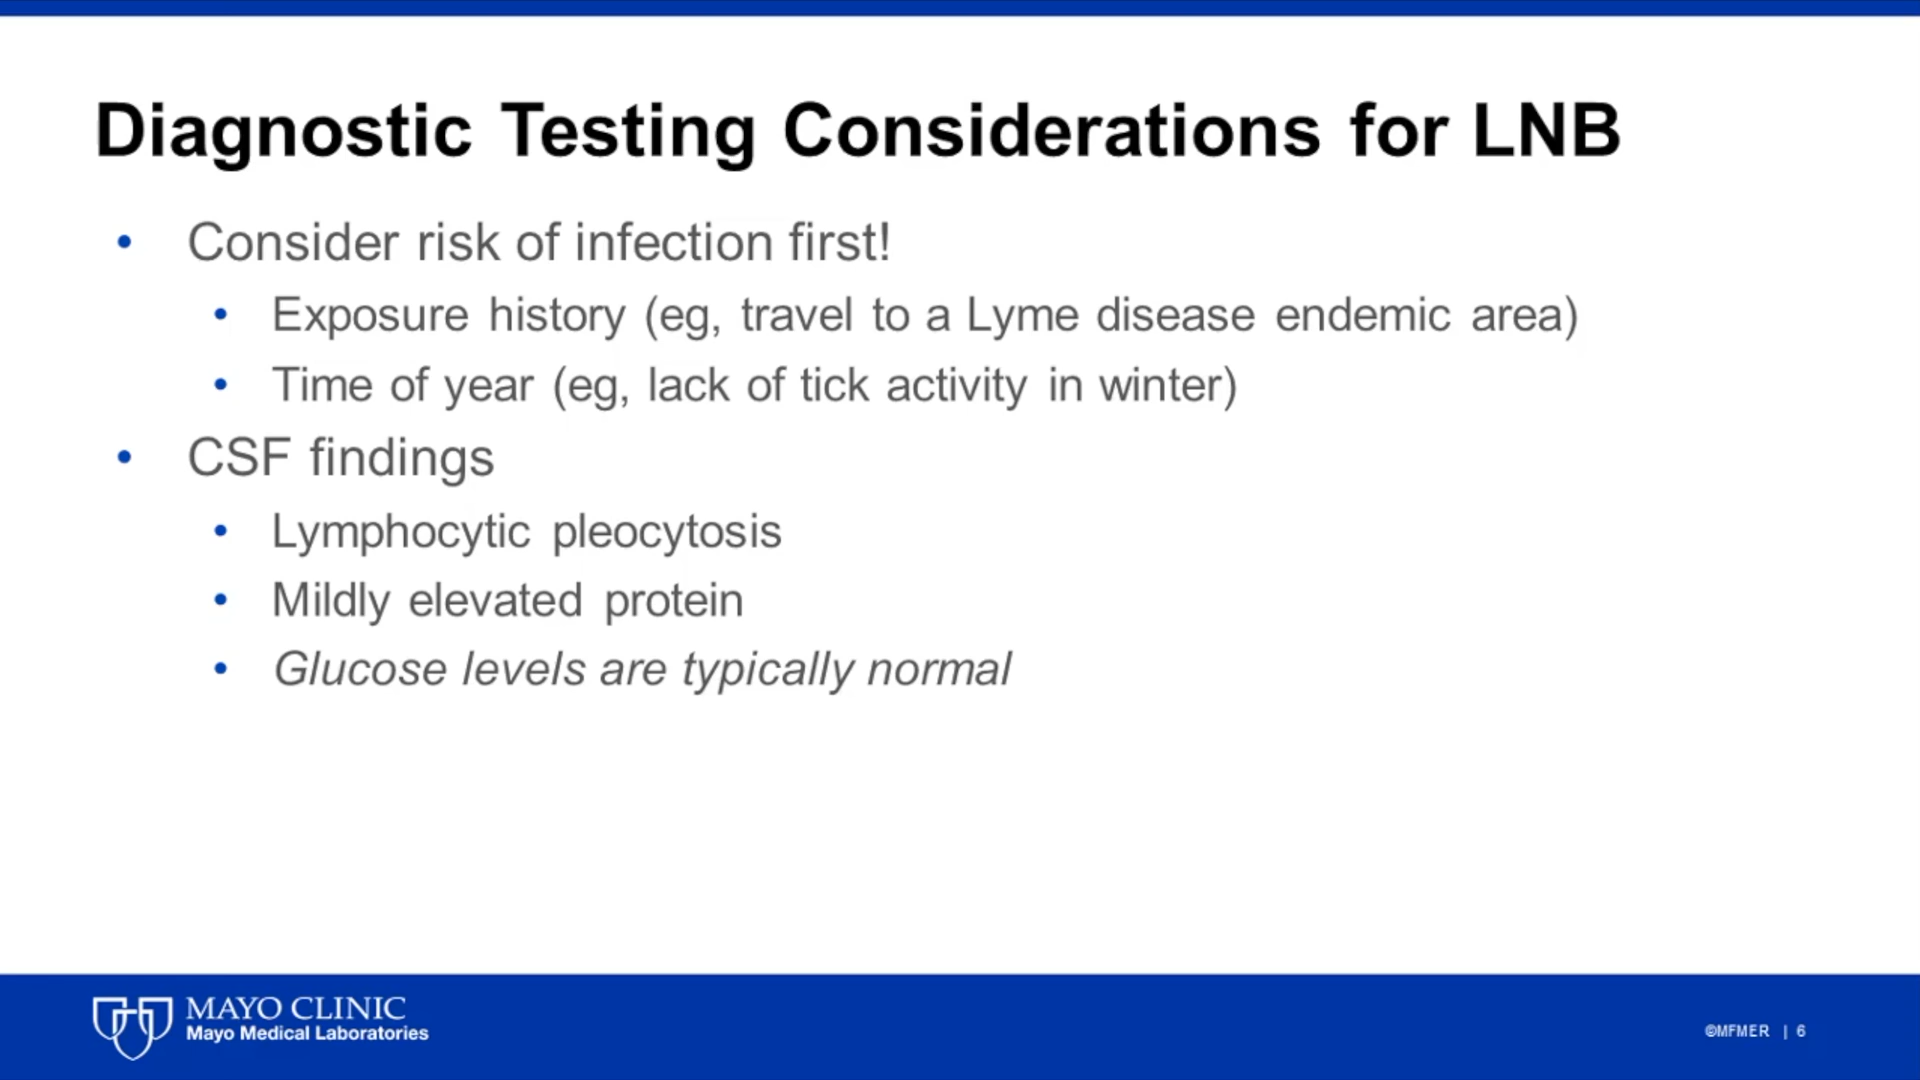 Diagnostic Testing Considerations for LNB
• Consider risk of infection first!
• Exposure history (eg, travel to a Lyme disease endemic area)
• Time of year (eg, lack of tick activity in winter)
• CSF findings
• Lymphocytic pleocytosis
• Mildly elevated protein
• Glucose levels are typically normal
MAYO CLINIC
Mayo Medical Laboratories
©MFMER | 6